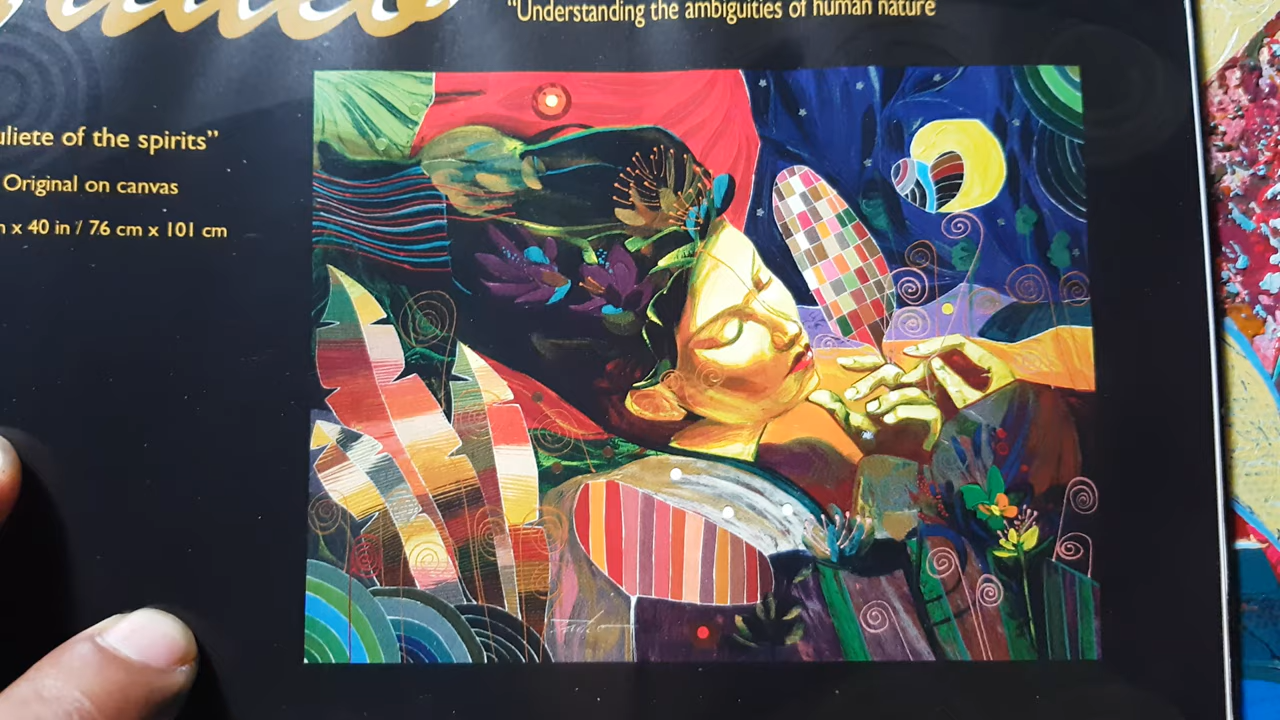 "Understanding the ambiguities of human nature
uliete of the spirits"
Original on canvas
x 40 in / 76 cm x 101 cm